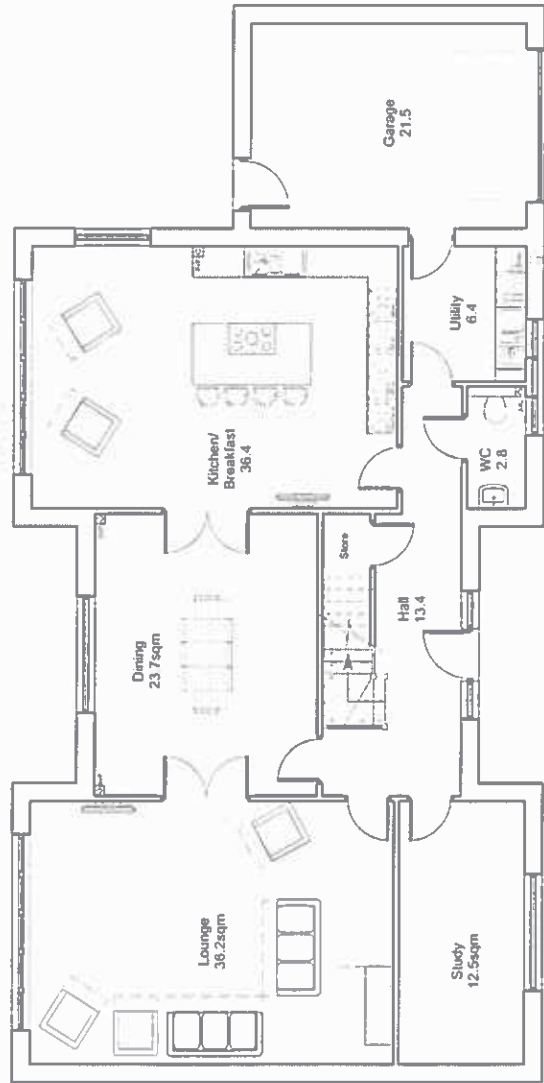 Garage
21.5
Kitchen/
Breakfast
36.4
Utility
6.4
WC
2.8
Store
Hall
13.4
Dining
23.7sqm
Lounge
36.2sqm
Study
12.5sqm